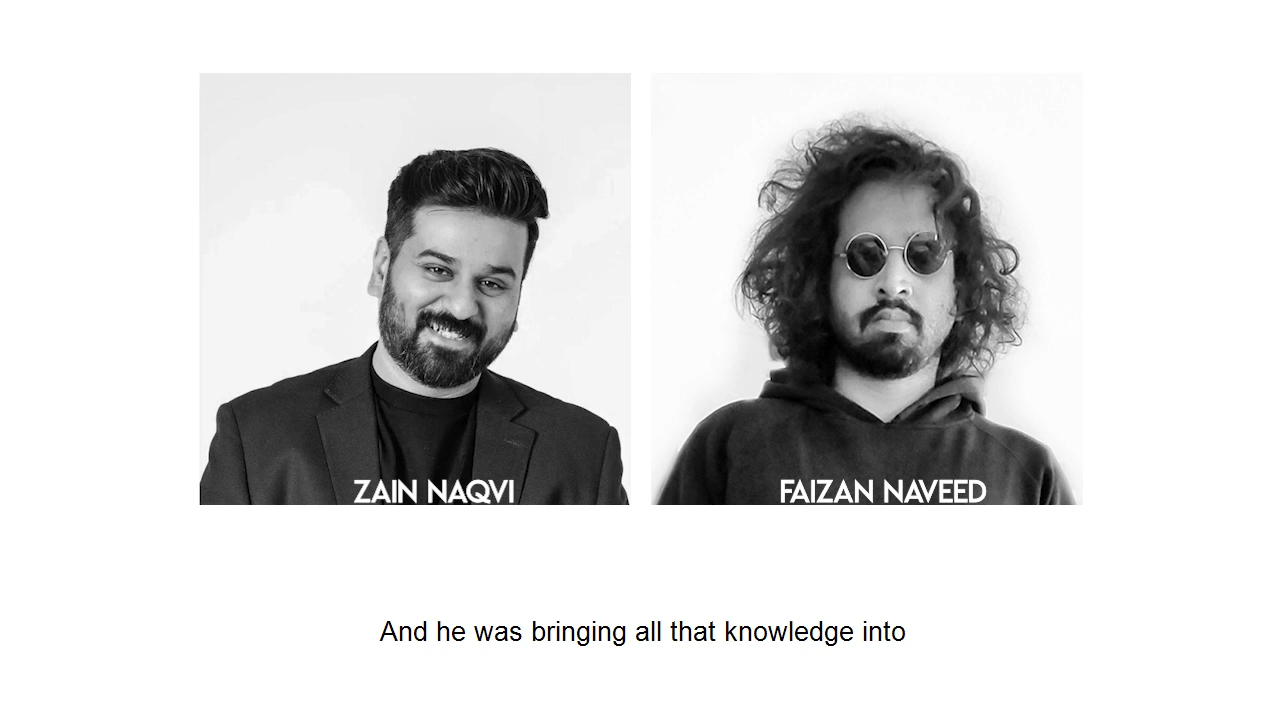 ZAIN NAQVI
FAIZAN NAVEED
And he was bringing all that knowledge into